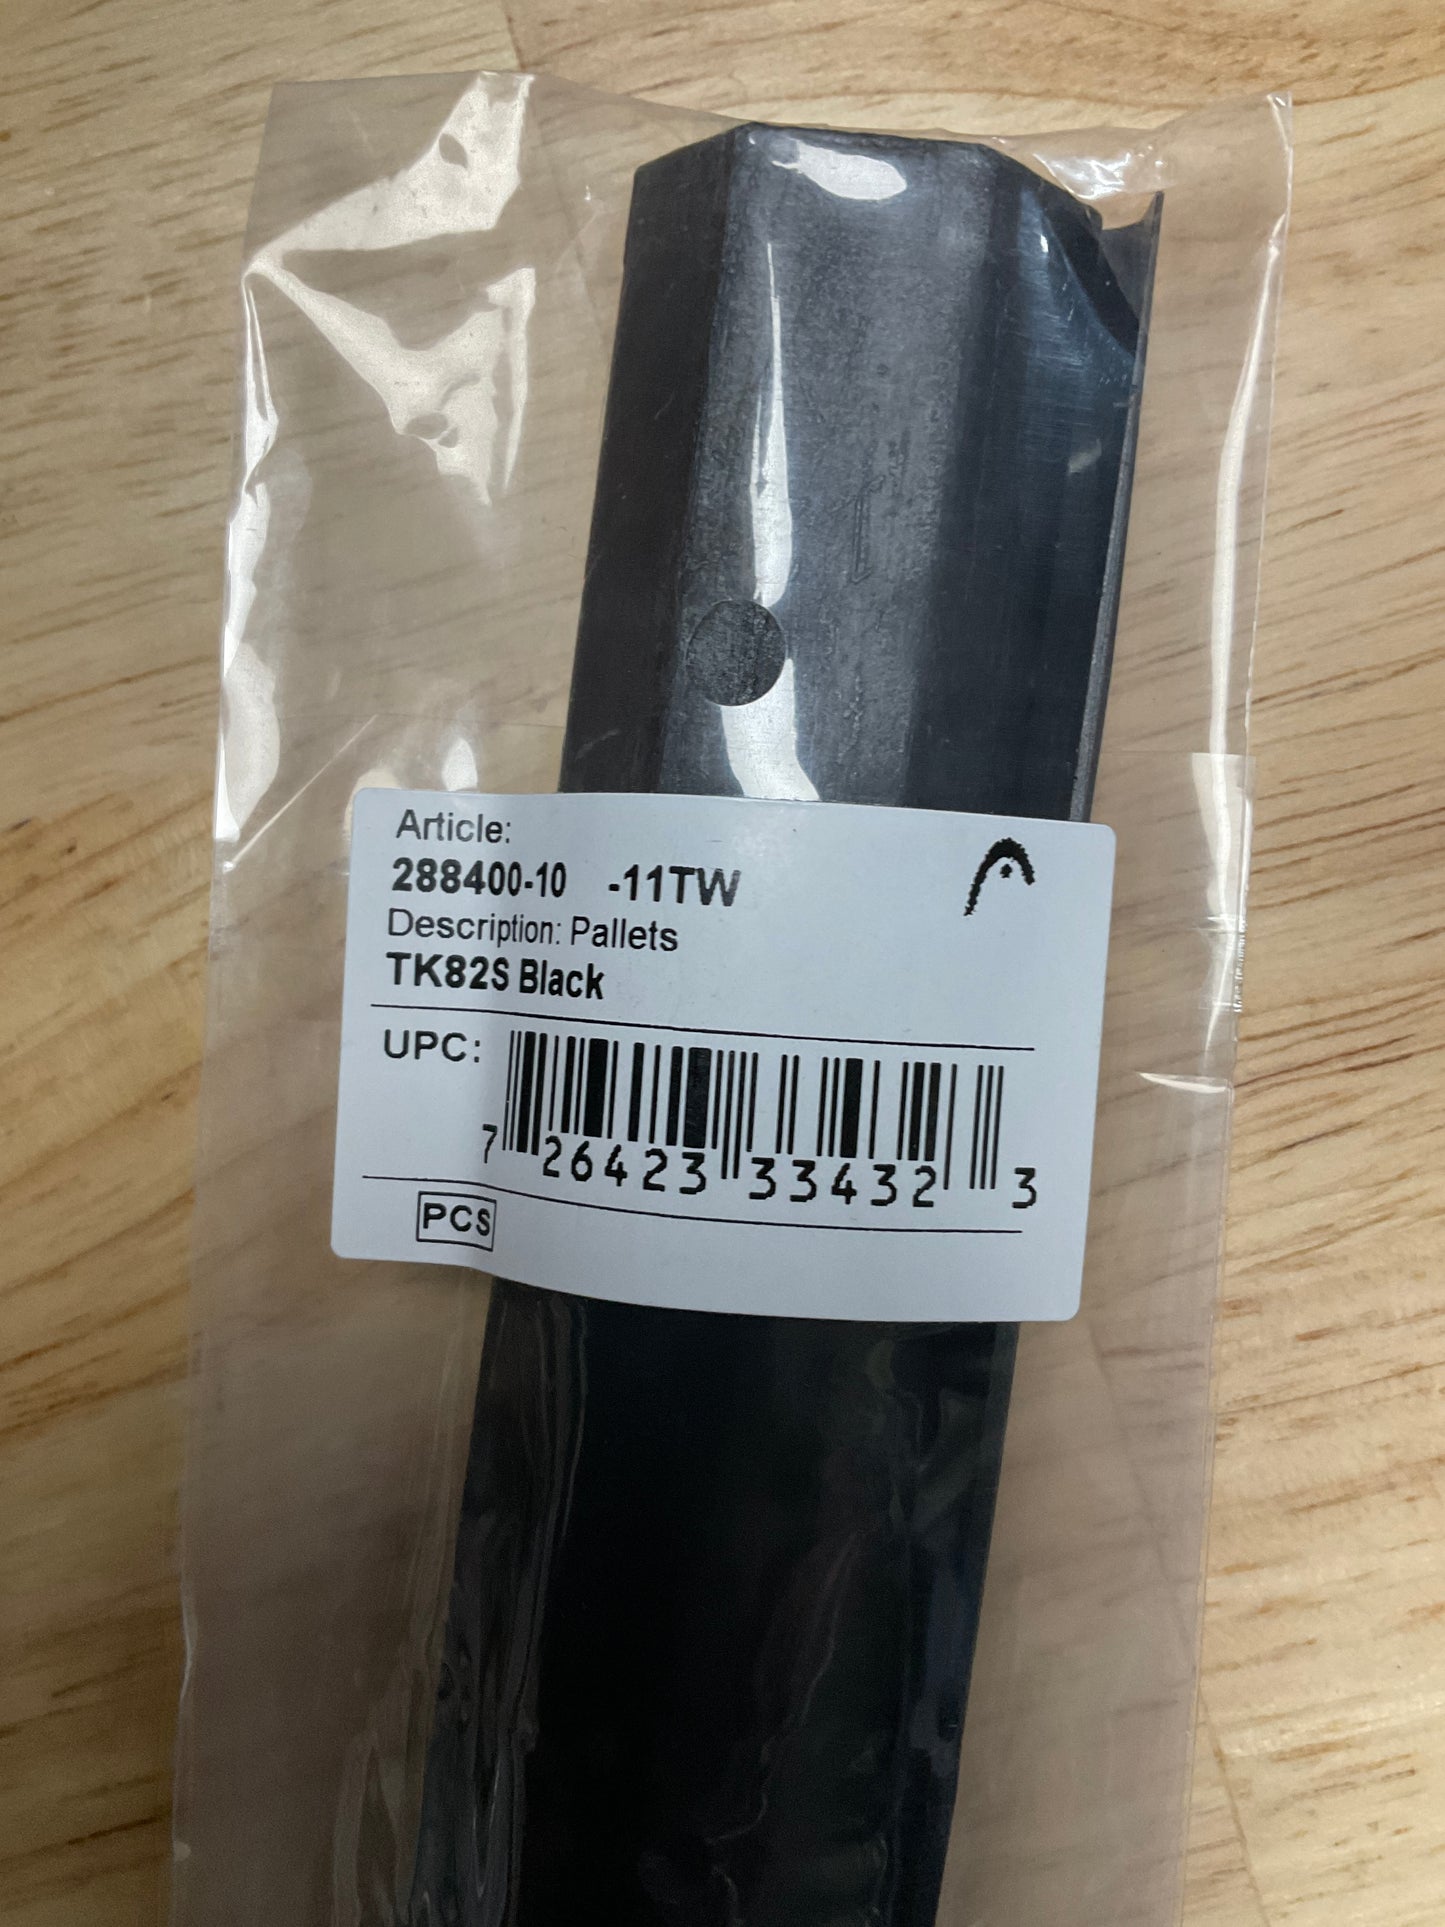 Article:
288400-10 -11TW
Description: Pallets
TK82S Black
UPC:
7 26423 33432 3
PCS